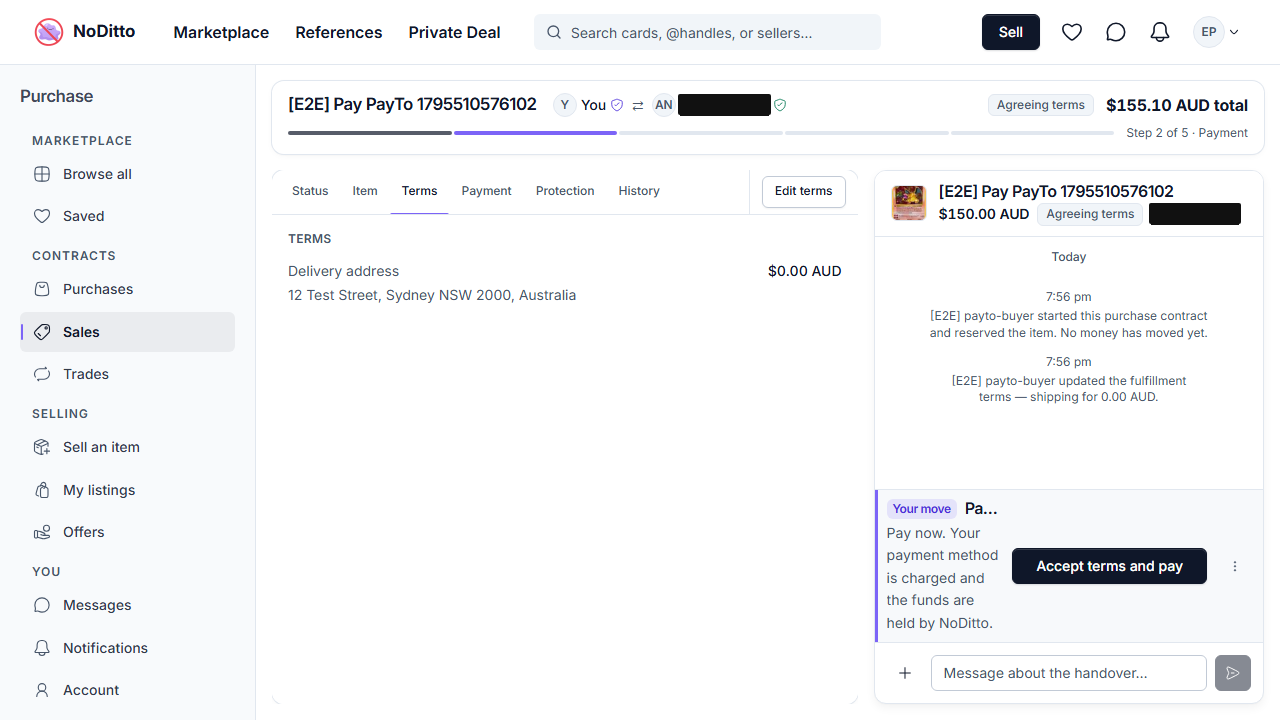 NoDitto
Marketplace
References
Private Deal
Search cards, @handles, or sellers...
Sell
EP
Purchase
MARKETPLACE
Browse all
Saved
CONTRACTS
Purchases
Sales
Trades
SELLING
Sell an item
My listings
Offers
YOU
Messages
Notifications
Account
[E2E] Pay PayTo 1795510576102
Y You
AN
Agreeing terms
$155.10 AUD total
Step 2 of 5 · Payment
Status
Item
Terms
Payment
Protection
History
Edit terms
TERMS
Delivery address
$0.00 AUD
12 Test Street, Sydney NSW 2000, Australia
[E2E] Pay PayTo 1795510576102
$150.00 AUD
Agreeing terms
Today
7:56 pm
[E2E] payto-buyer started this purchase contract
and reserved the item. No money has moved yet.
7:56 pm
[E2E] payto-buyer updated the fulfillment
terms — shipping for 0.00 AUD.
Your move
Pa...
Pay now. Your
payment method
is charged and
the funds are
held by NoDitto.
Accept terms and pay
Message about the handover...